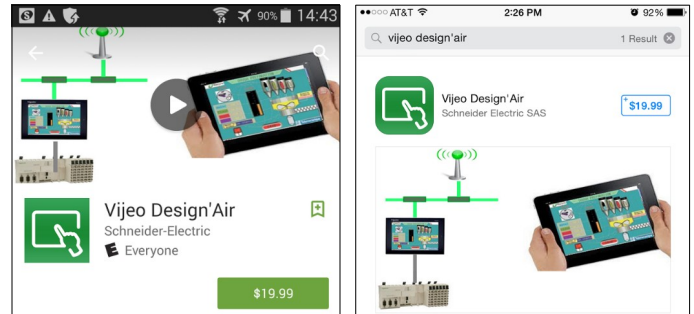 90% 14:43
Vijeo Design'Air
Schneider-Electric
E Everyone
$19.99
AT&T 2:26 PM 92%
vijeo design'air 1 Result
Vijeo Design'Air
Schneider Electric SAS
+ $19.99